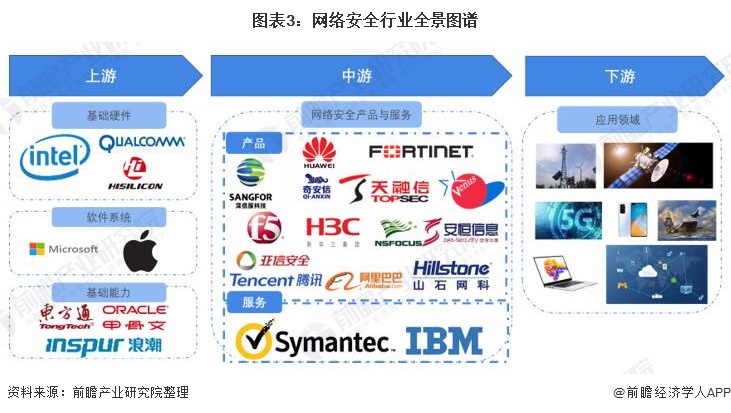 图表3：网络安全行业全景图谱
上游
中游
下游
基础硬件
intel
QUALCOMM
HISILICON
软件系统
Microsoft
基础能力
东方通
TongTech
ORACLE
甲骨文
inspur 浪潮
网络安全产品与服务
产品
HUAWEI
FORTINET
SANGFOR
深信服科技
奇安信
QI-ANXIN
天融信
TOPSEC
Venus
f5
H3C
新华三集团
NSFOCUS
安恒信息
DAS-Security
亚信安全
Tencent 腾讯
阿里巴巴
Alibaba.com
Hillstone
山石网科
服务
Symantec
IBM
应用领域
5G
资料来源：前瞻产业研究院整理
@前瞻经济学人APP